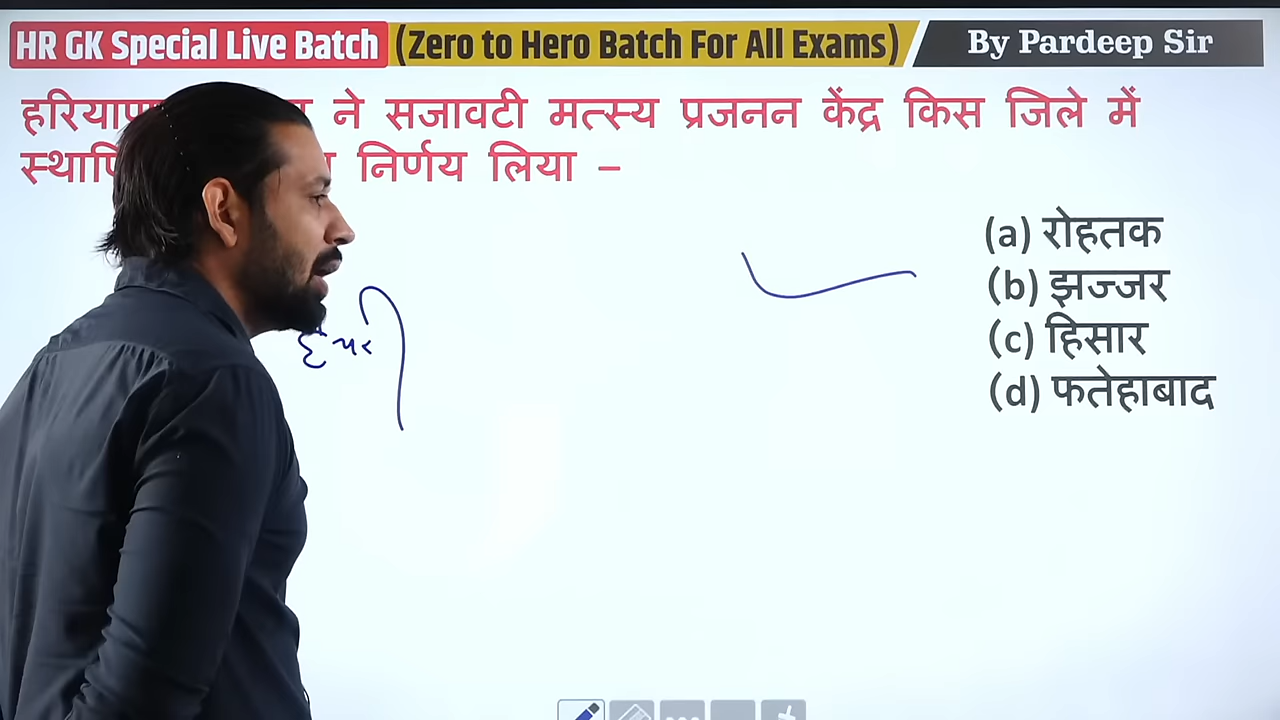 HR GK Special Live Batch (Zero to Hero Batch For All Exams) By Pardeep Sir
ने सजावटी मत्स्य प्रजनन केंद्र किस जिले में
निर्णय लिया –
(a) रोहतक
(b) झज्जर
(c) हिसार
(d) फतेहाबाद